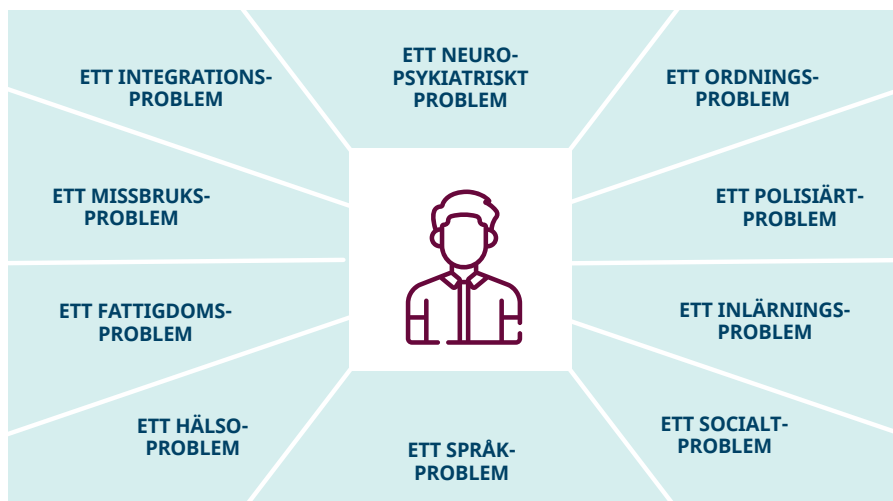 ETT NEURO-
PSYKIATRISKT
PROBLEM
ETT INTEGRATIONS-
PROBLEM
ETT ORDNINGS-
PROBLEM
ETT MISSBRUKS-
PROBLEM
ETT POLISIÄRT-
PROBLEM
ETT FATTIGDOMS-
PROBLEM
ETT INLÄRNINGS-
PROBLEM
ETT HÄLSO-
PROBLEM
ETT SPRÅK-
PROBLEM
ETT SOCIALT-
PROBLEM